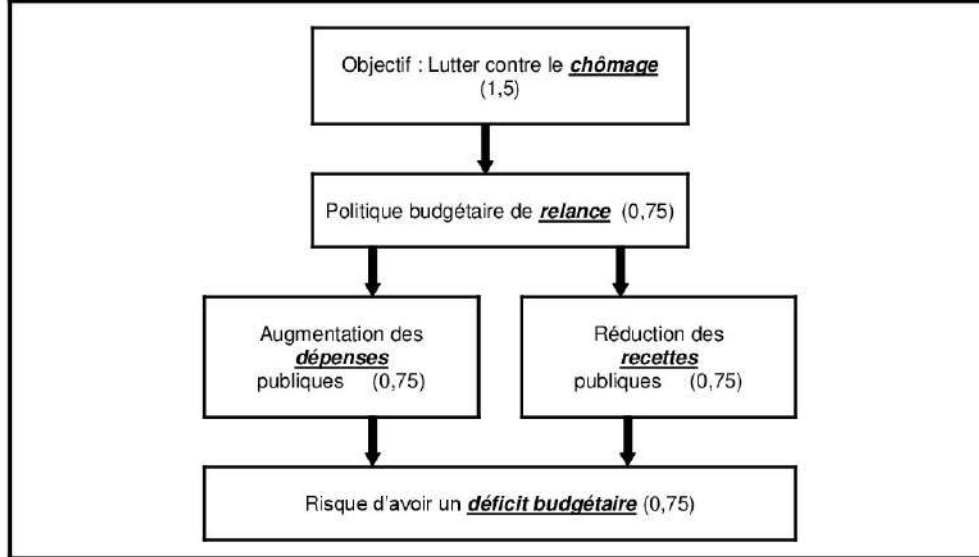 Objectif : Lutter contre le chômage
(1,5)
Politique budgétaire de relance (0,75)
Augmentation des
dépenses
publiques (0,75)
Réduction des
recettes
publiques (0,75)
Risque d'avoir un déficit budgétaire (0,75)